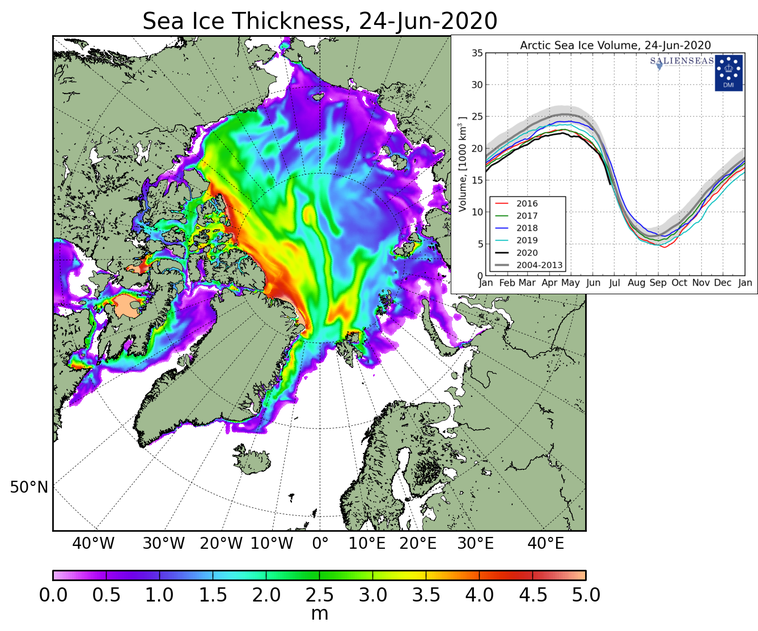 Sea Ice Thickness, 24-Jun-2020
Arctic Sea Ice Volume, 24-Jun-2020
SALIENSEAS
DMI
Volume, [1000 km³]
35
30
25
20
15
10
5
0
2016
2017
2018
2019
2020
2004-2013
Jan Feb Mar Apr May Jun Jul Aug Sep Oct Nov Dec Jan
50°N
40°W 30°W 20°W 10°W 0° 10°E 20°E 30°E 40°E
0.0 0.5 1.0 1.5 2.0 2.5 3.0 3.5 4.0 4.5 5.0
m